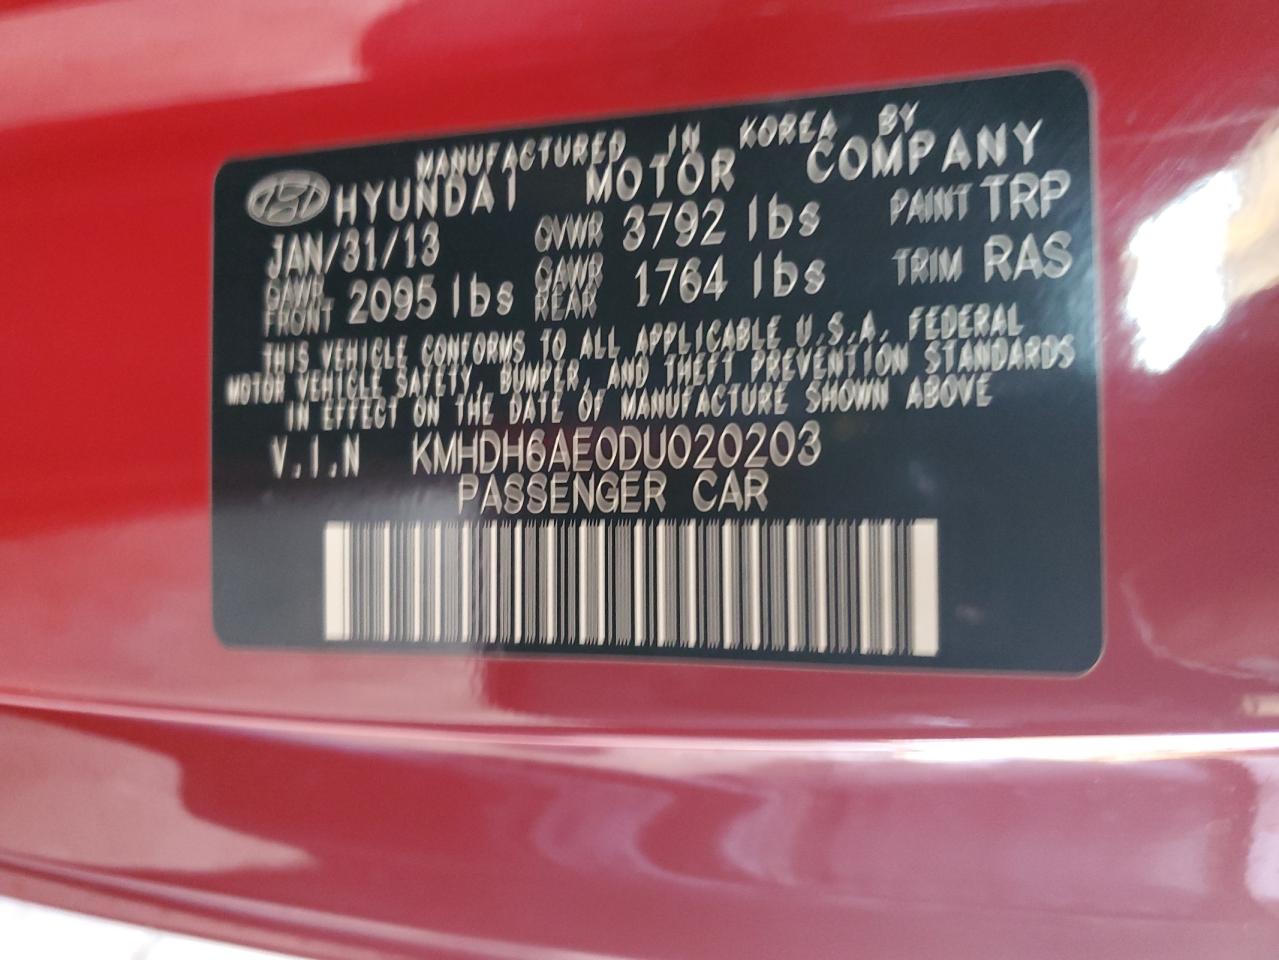 MANUFACTURED IN KOREA BY
HYUNDAI MOTOR COMPANY
JAN/31/13 GVWR 3792 lbs PAINT TRP
GAWR FRONT 2095 lbs GAWR REAR 1764 lbs TRIM RAS
THIS VEHICLE CONFORMS TO ALL APPLICABLE U.S.A. FEDERAL
MOTOR VEHICLE SAFETY, BUMPER, AND THEFT PREVENTION STANDARDS
IN EFFECT ON THE DATE OF MANUFACTURE SHOWN ABOVE
V.I.N KMHDH6AE0DU020203
PASSENGER CAR